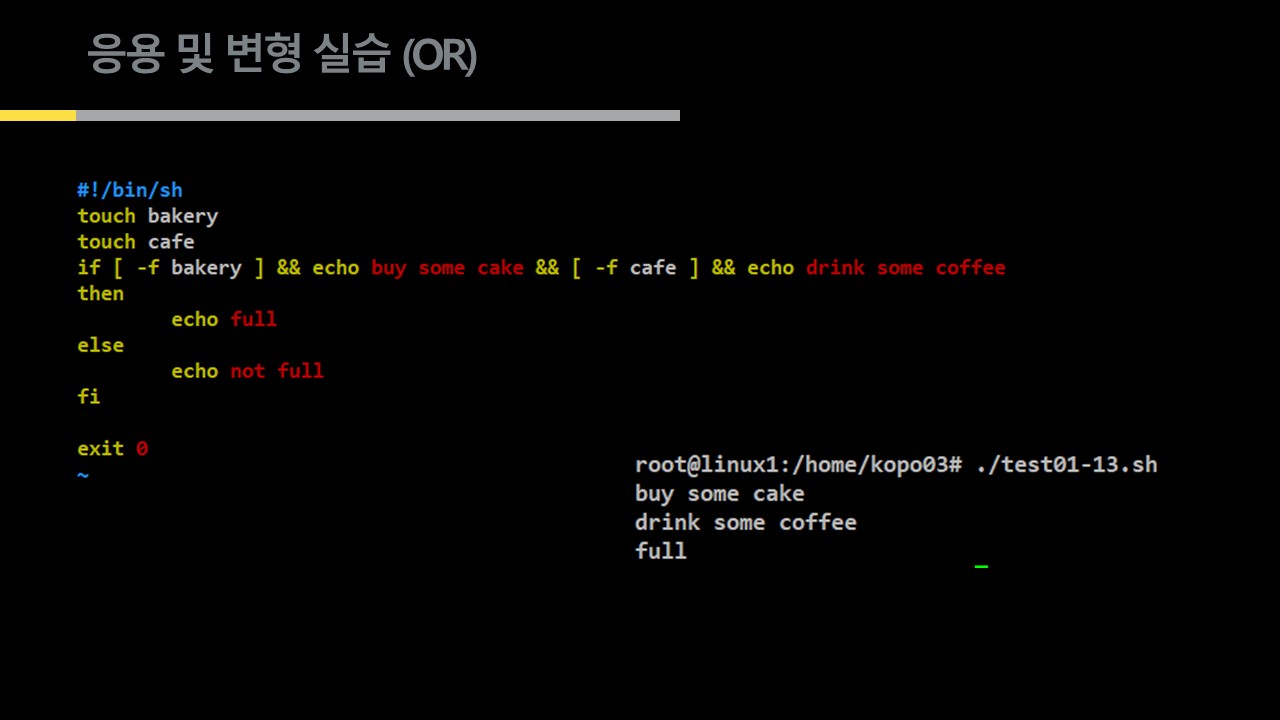 응용 및 변형 실습 (OR)
#!/bin/sh
touch bakery
touch cafe
if [ -f bakery ] && echo buy some cake && [ -f cafe ] && echo drink some coffee
then
        echo full
else
        echo not full
fi
exit 0
~
root@linux1:/home/kopo03# ./test01-13.sh
buy some cake
drink some coffee
full